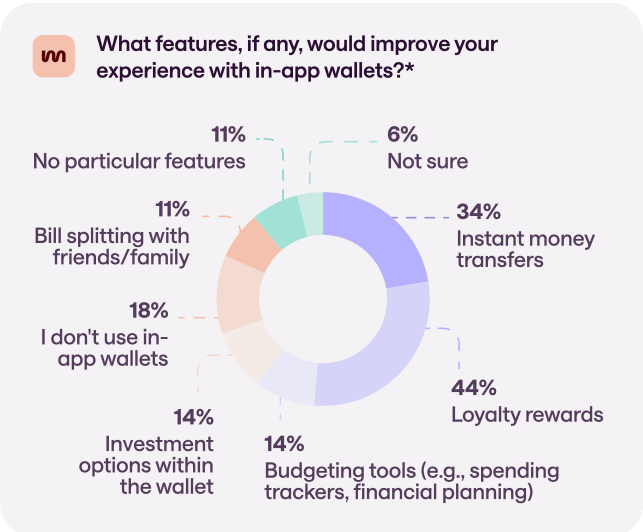 What features, if any, would improve your
experience with in-app wallets?*
11%
No particular features
6%
Not sure
11%
Bill splitting with
friends/family
34%
Instant money
transfers
18%
I don't use in-
app wallets
44%
Loyalty rewards
14%
Investment
options within
the wallet
14%
Budgeting tools (e.g., spending
trackers, financial planning)